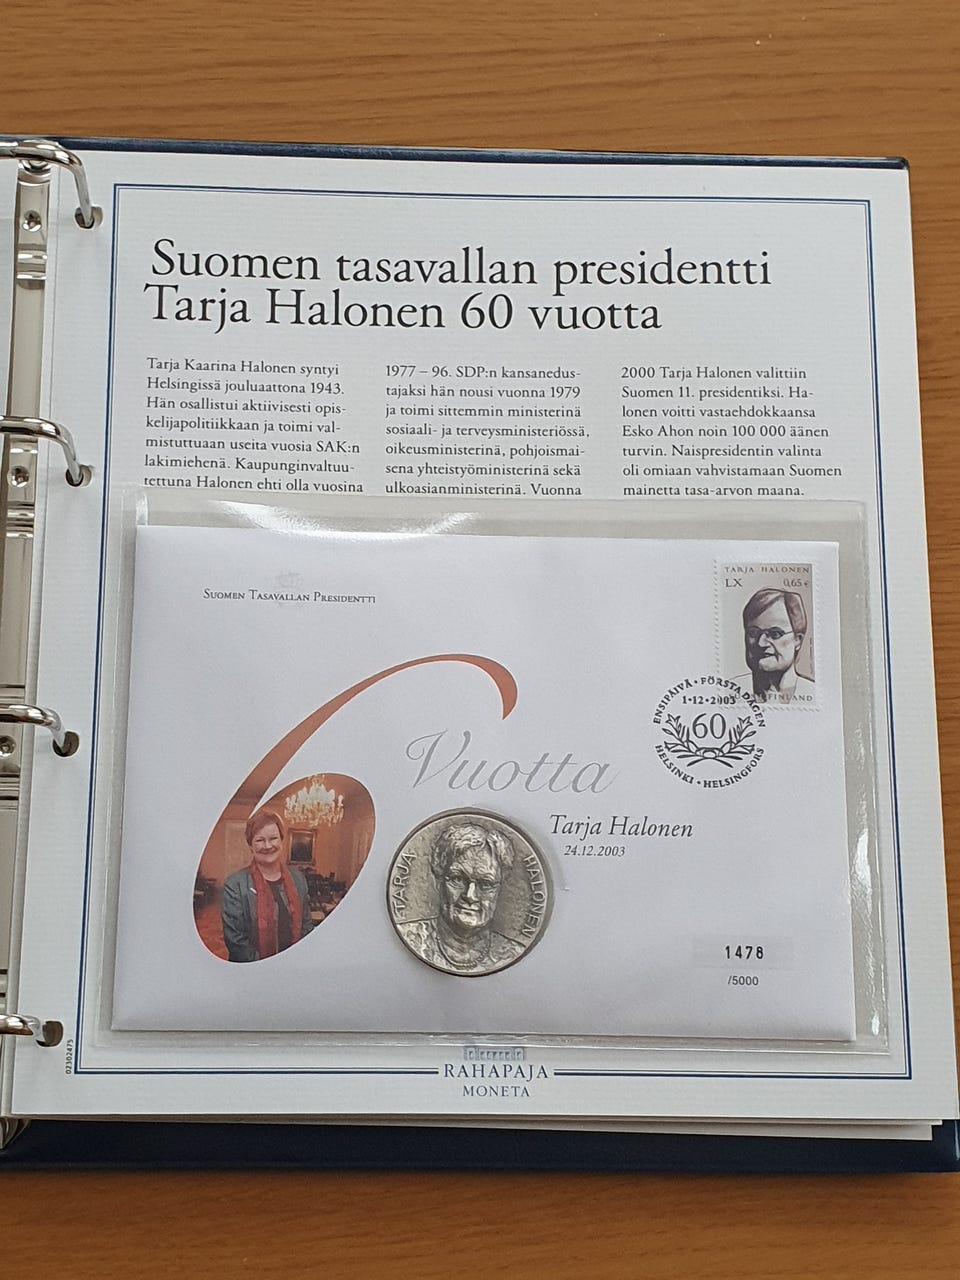 Suomen tasavallan presidentti
Tarja Halonen 60 vuotta
Tarja Kaarina Halonen syntyi
Helsingissä jouluaattona 1943.
Hän osallistui aktiivisesti opis-
kelijapolitiikkaan ja toimi val-
mistuttuaan useita vuosia SAK:n
lakimiehenä. Kaupunginvaltuu-
tettuna Halonen ehti olla vuosina
1977 – 96. SDP:n kansanedus-
tajaksi hän nousi vuonna 1979
ja toimi sittemmin ministerinä
sosiaali- ja terveysministeriössä,
oikeusministerinä, pohjoismai-
sena yhteistyöministerinä sekä
ulkoasianministerinä. Vuonna
2000 Tarja Halonen valittiin
Suomen 11. presidentiksi. Ha-
lonen voitti vastaehdokkaansa
Esko Ahon noin 100 000 äänen
turvin. Naispresidentin valinta
oli omiaan vahvistamaan Suomen
mainetta tasa-arvon maana.
Suomen Tasavallan Presidentti
TARJA HALONEN
LX 0,65 €
FINLAND
ENSIPÄIVÄ • FÖRSTA DAGEN
1.12.2003
60
HELSINKI • HELSINGFORS
6
Vuotta
Tarja Halonen
24.12.2003
TARJA HALONEN
1478
/5000
02302475
RAHAPAJA
MONETA